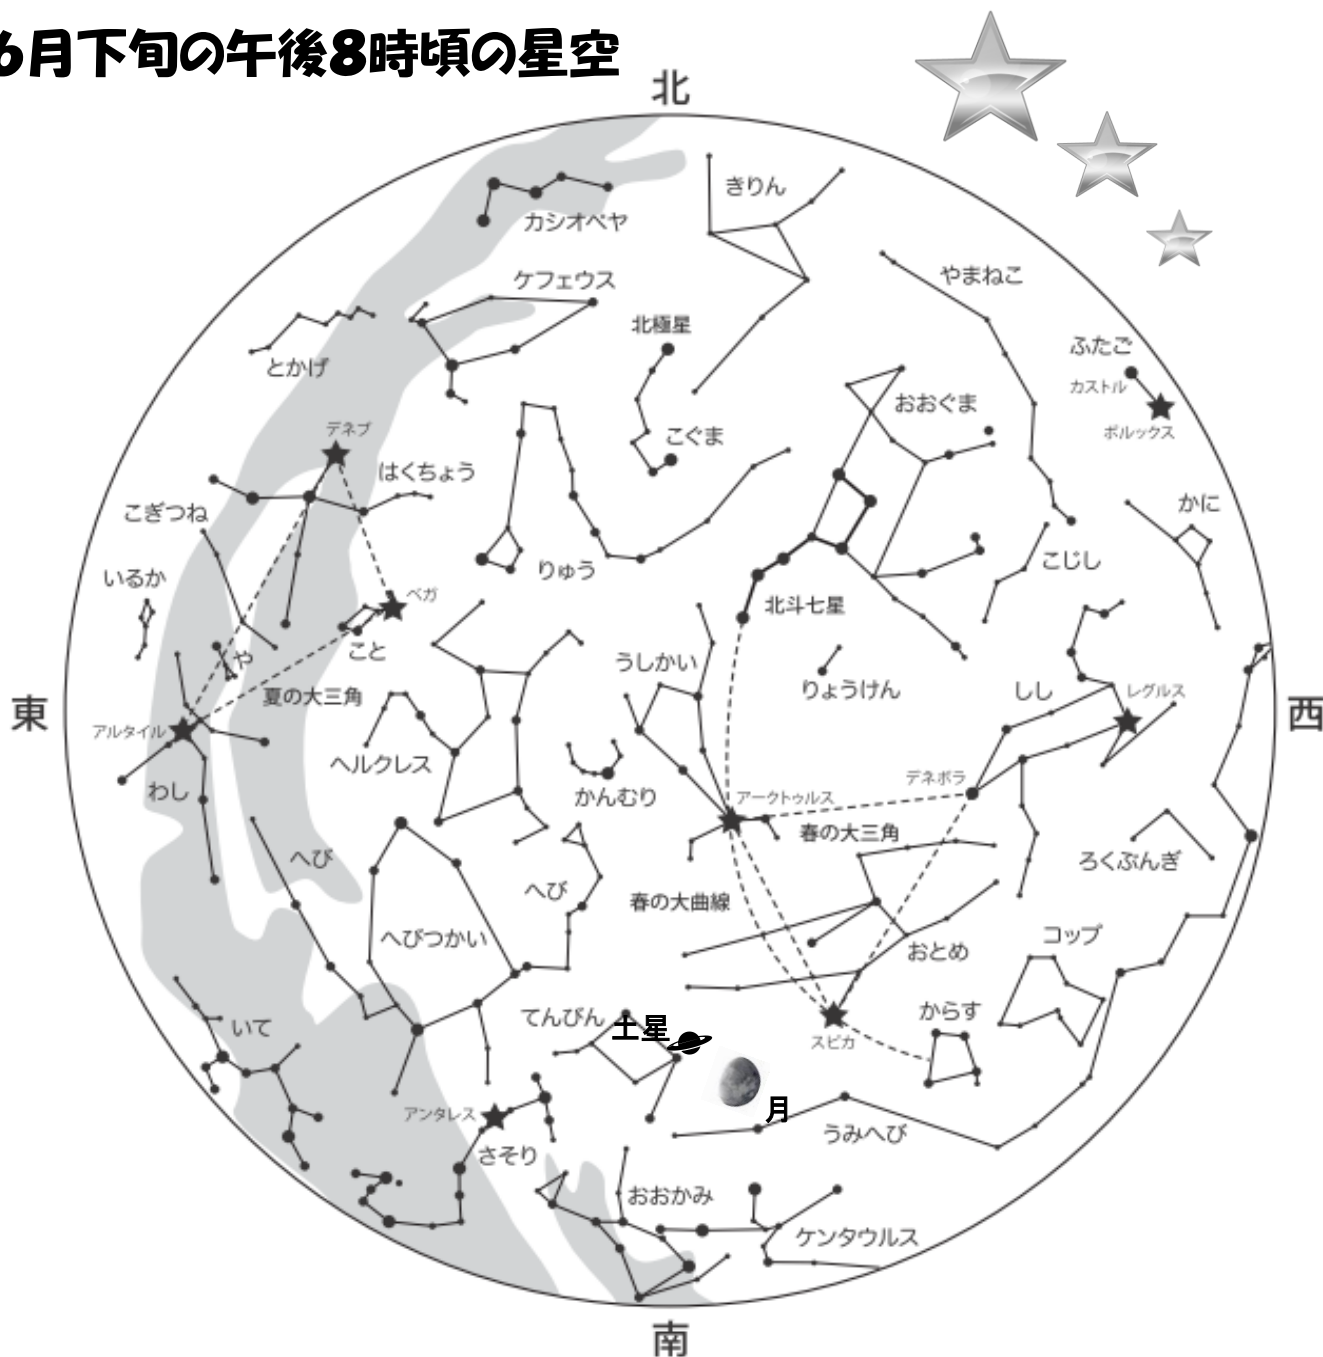 6月下旬の午後8時頃の星空
北
きりん
カシオペヤ
やまねこ
ケフェウス
北極星
ふたご
カストル
ポルックス
とかげ
おおぐま
デネブ
こぐま
はくちょう
かに
こぎつね
りゅう
こじし
いるか
ベガ
北斗七星
こと
や
うしかい
りょうけん
しし
レグルス
夏の大三角
東
西
アルタイル
ヘルクレス
デネボラ
わし
かんむり
アークトゥルス
春の大三角
ろくぶんぎ
へび
へび
春の大曲線
へびつかい
おとめ
コップ
からす
てんびん
土星
いて
スピカ
アンタレス
月
うみへび
さそり
おおかみ
ケンタウルス
南